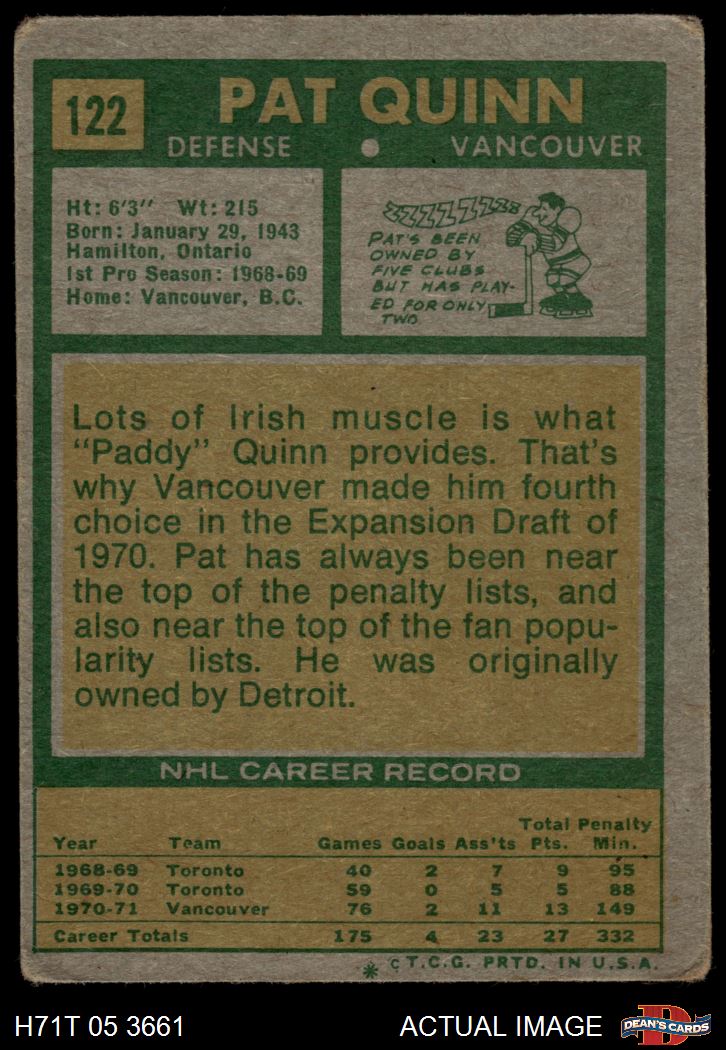 122
PAT QUINN
DEFENSE • VANCOUVER
Ht: 6'3" Wt: 215
Born: January 29, 1943
Hamilton, Ontario
1st Pro Season: 1968-69
Home: Vancouver, B.C.
ZZZZZZZ
PAT'S BEEN
OWNED BY
FIVE CLUBS
BUT HAS PLAY-
ED FOR ONLY
TWO
Lots of Irish muscle is what
"Paddy" Quinn provides. That's
why Vancouver made him fourth
choice in the Expansion Draft of
1970. Pat has always been near
the top of the penalty lists, and
also near the top of the fan popu-
larity lists. He was originally
owned by Detroit.
NHL CAREER RECORD
Total Penalty
Year Team Games Goals Ass'ts Pts. Min.
1968-69 Toronto 40 2 7 9 95
1969-70 Toronto 59 0 5 5 88
1970-71 Vancouver 76 2 11 13 149
Career Totals 175 4 23 27 332
* © T.C.G. PRTD. IN U.S.A.
H71T 05 3661 ACTUAL IMAGE
D
DEAN'S CARDS